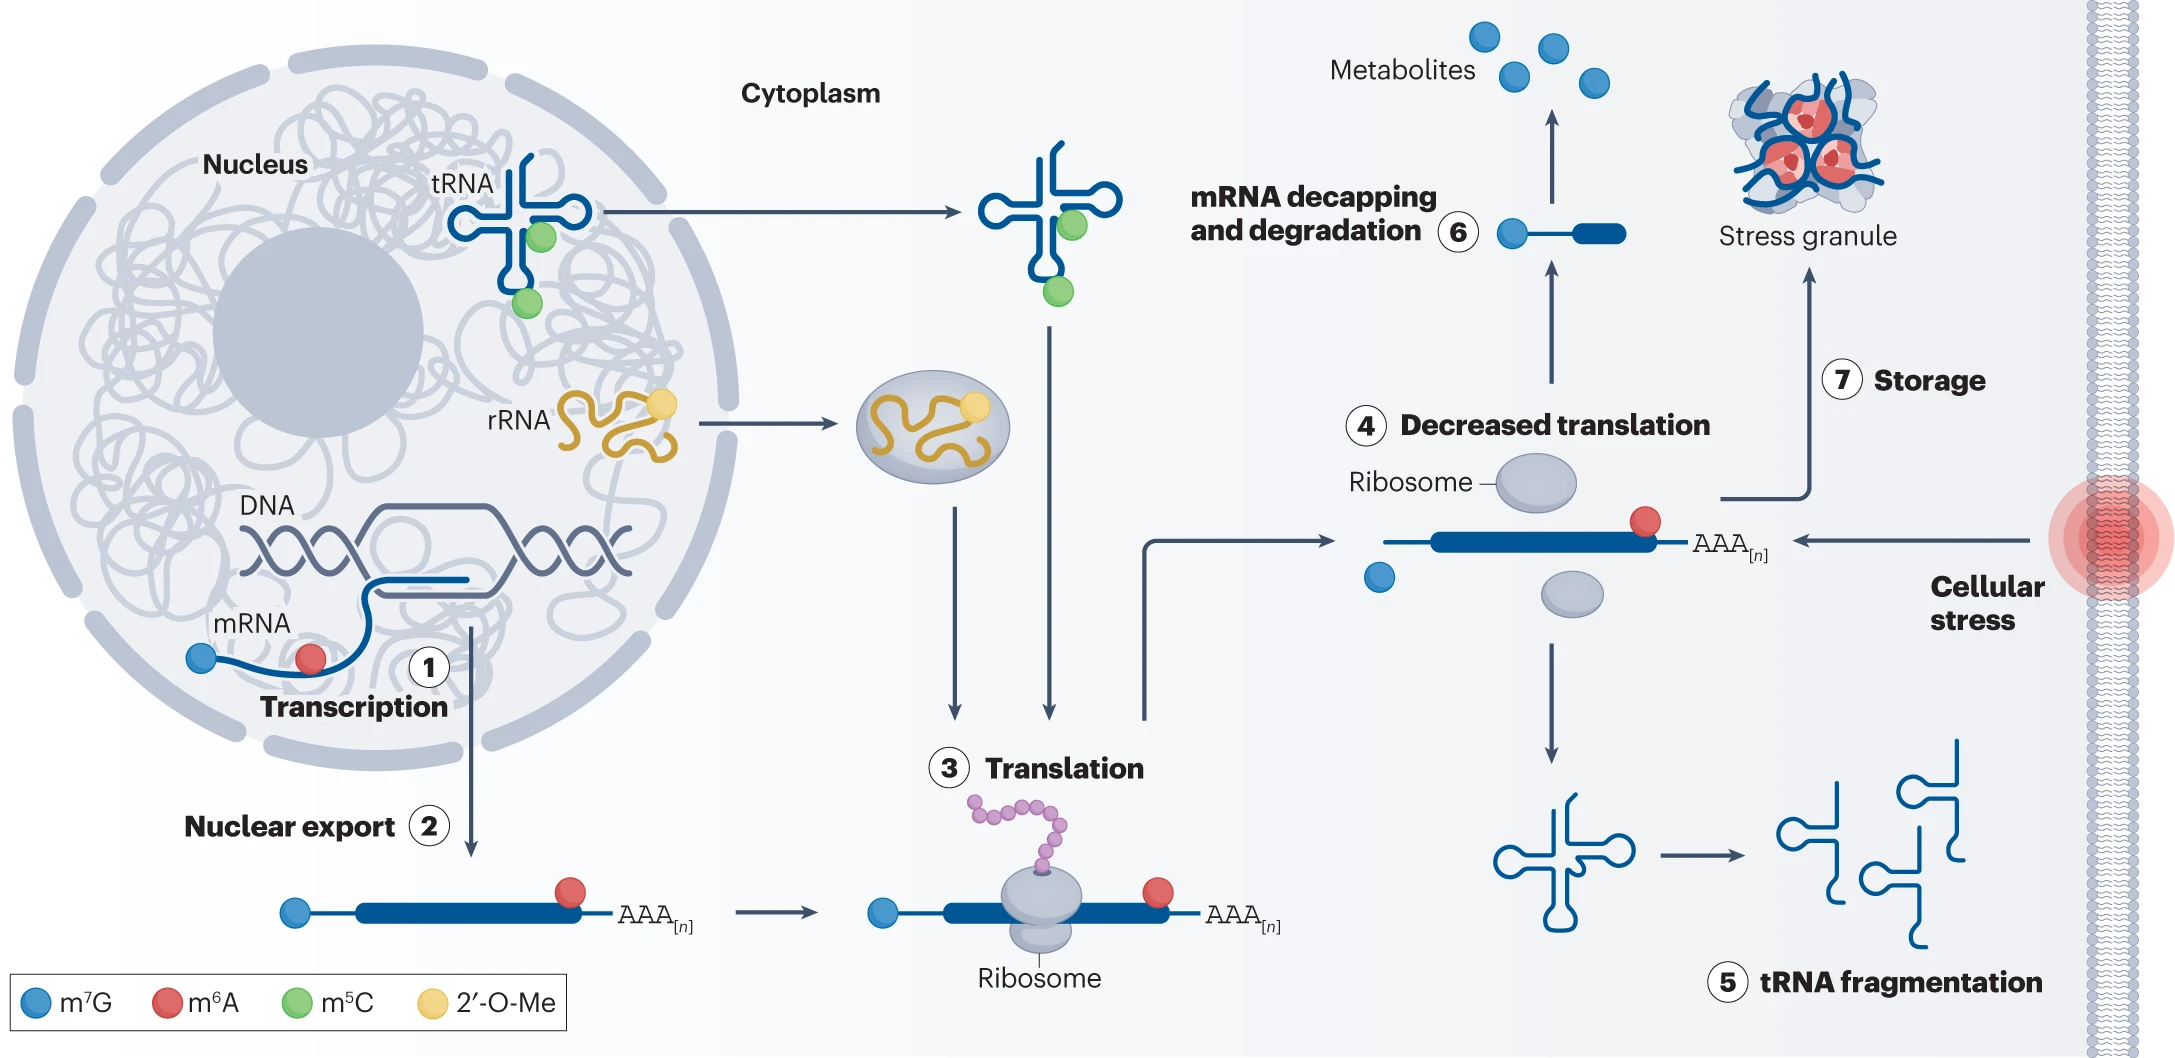 Nucleus
tRNA
Cytoplasm
rRNA
DNA
mRNA
1
Transcription
Nuclear export 2
AAA[n]
3 Translation
AAA[n]
Ribosome
Metabolites
mRNA decapping
and degradation 6
Stress granule
7 Storage
4 Decreased translation
Ribosome
AAA[n]
Cellular
stress
5 tRNA fragmentation
m⁷G m⁶A m⁵C 2′-O-Me